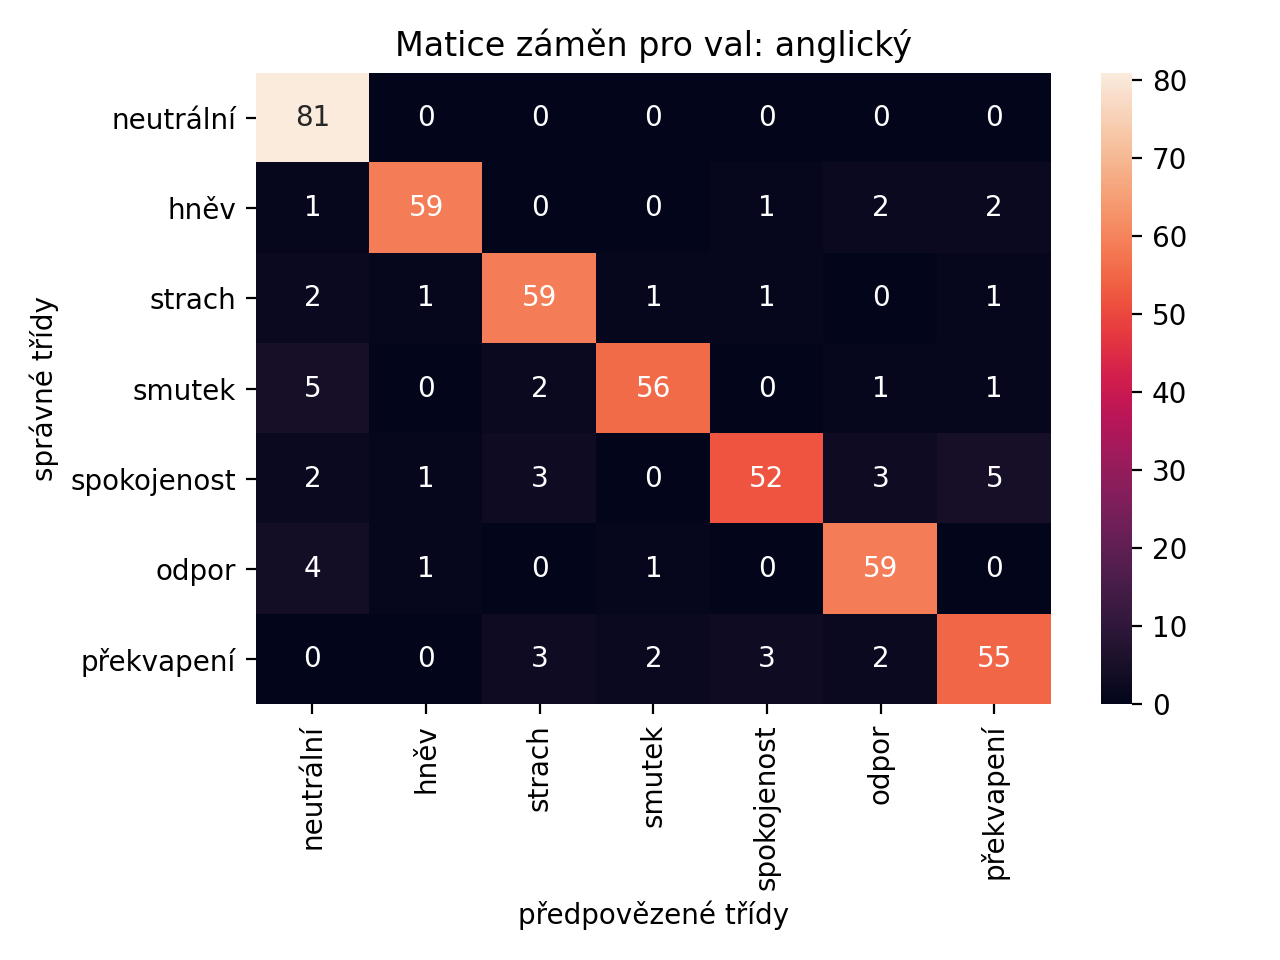 Matice záměn pro val: anglický
neutrální 81 0 0 0 0 0 0
hněv 1 59 0 0 1 2 2
strach 2 1 59 1 1 0 1
smutek 5 0 2 56 0 1 1
spokojenost 2 1 3 0 52 3 5
odpor 4 1 0 1 0 59 0
překvapení 0 0 3 2 3 2 55
správné třídy
neutrální hněv strach smutek spokojenost odpor překvapení
předpovězené třídy
80
70
60
50
40
30
20
10
0